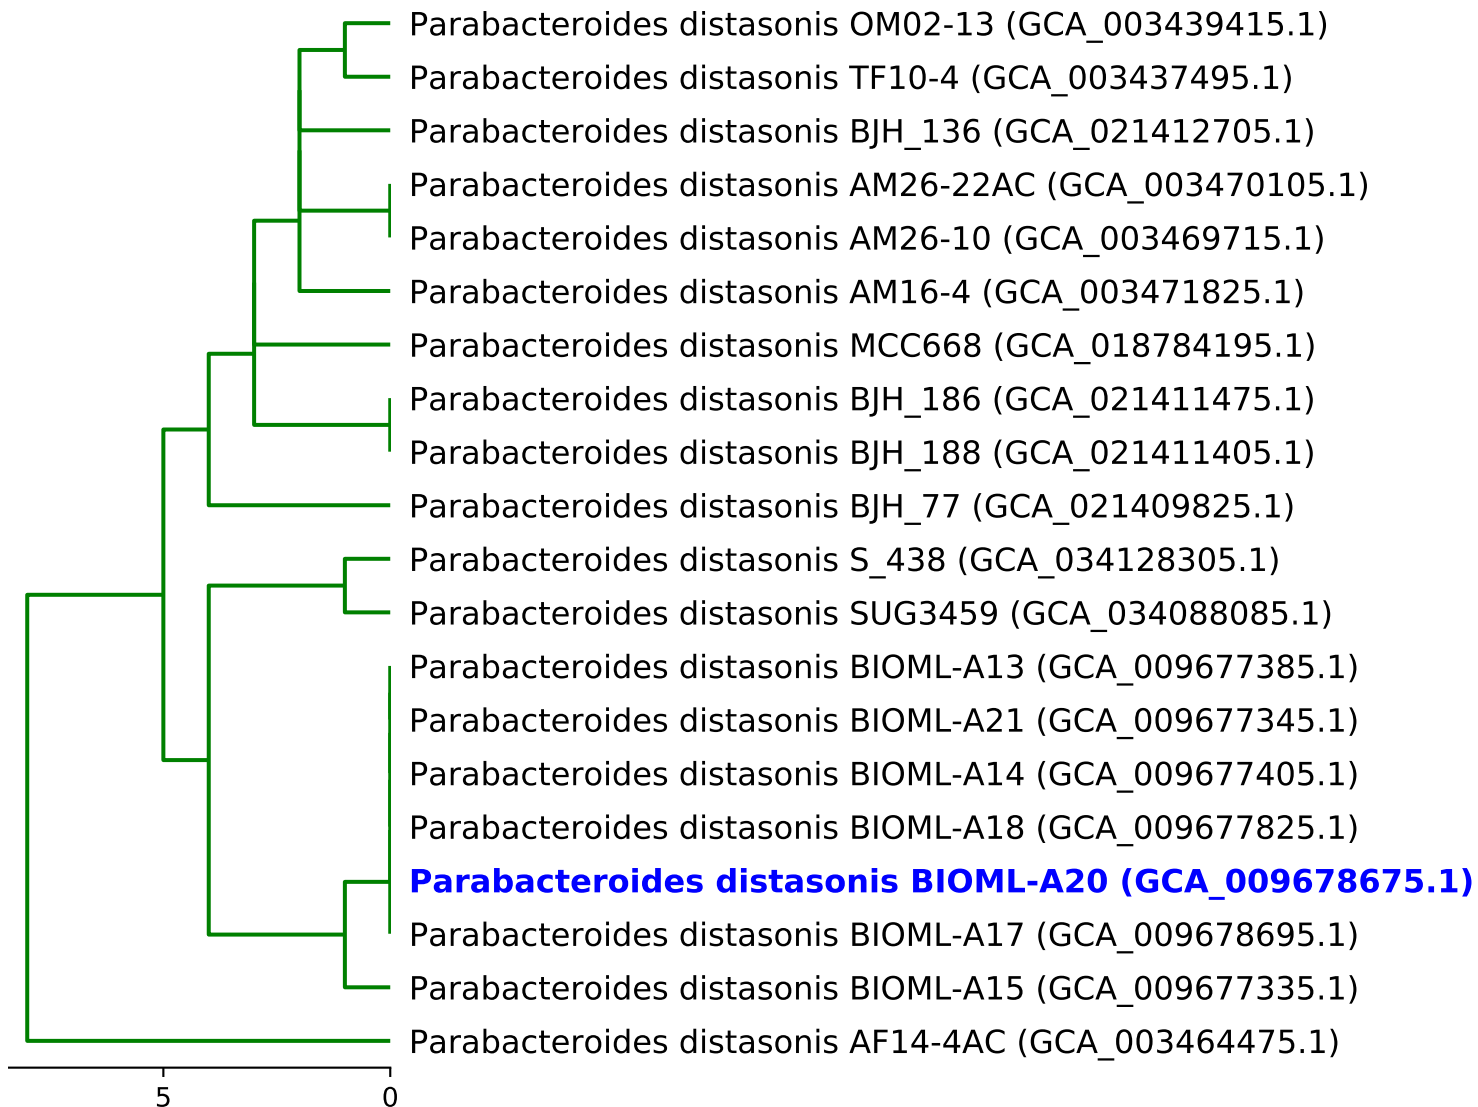 Parabacteroides distasonis OM02-13 (GCA_003439415.1)
Parabacteroides distasonis TF10-4 (GCA_003437495.1)
Parabacteroides distasonis BJH_136 (GCA_021412705.1)
Parabacteroides distasonis AM26-22AC (GCA_003470105.1)
Parabacteroides distasonis AM26-10 (GCA_003469715.1)
Parabacteroides distasonis AM16-4 (GCA_003471825.1)
Parabacteroides distasonis MCC668 (GCA_018784195.1)
Parabacteroides distasonis BJH_186 (GCA_021411475.1)
Parabacteroides distasonis BJH_188 (GCA_021411405.1)
Parabacteroides distasonis BJH_77 (GCA_021409825.1)
Parabacteroides distasonis S_438 (GCA_034128305.1)
Parabacteroides distasonis SUG3459 (GCA_034088085.1)
Parabacteroides distasonis BIOML-A13 (GCA_009677385.1)
Parabacteroides distasonis BIOML-A21 (GCA_009677345.1)
Parabacteroides distasonis BIOML-A14 (GCA_009677405.1)
Parabacteroides distasonis BIOML-A18 (GCA_009677825.1)
Parabacteroides distasonis BIOML-A20 (GCA_009678675.1)
Parabacteroides distasonis BIOML-A17 (GCA_009678695.1)
Parabacteroides distasonis BIOML-A15 (GCA_009677335.1)
Parabacteroides distasonis AF14-4AC (GCA_003464475.1)
5 0